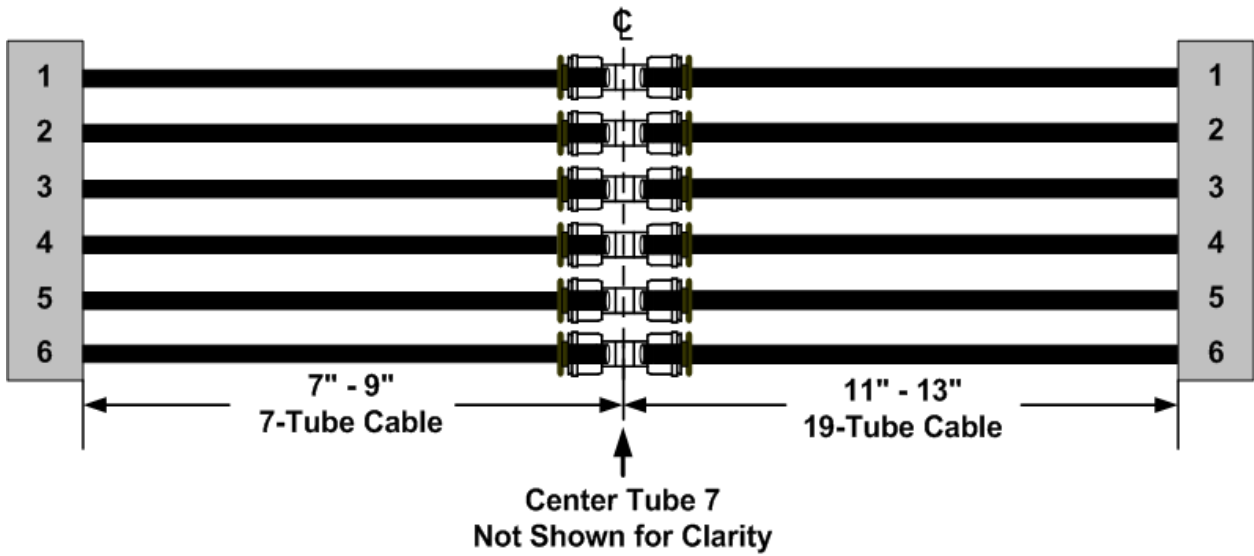 ℄
1 1
2 2
3 3
4 4
5 5
6 6
7" - 9" 11" - 13"
7-Tube Cable 19-Tube Cable
Center Tube 7
Not Shown for Clarity